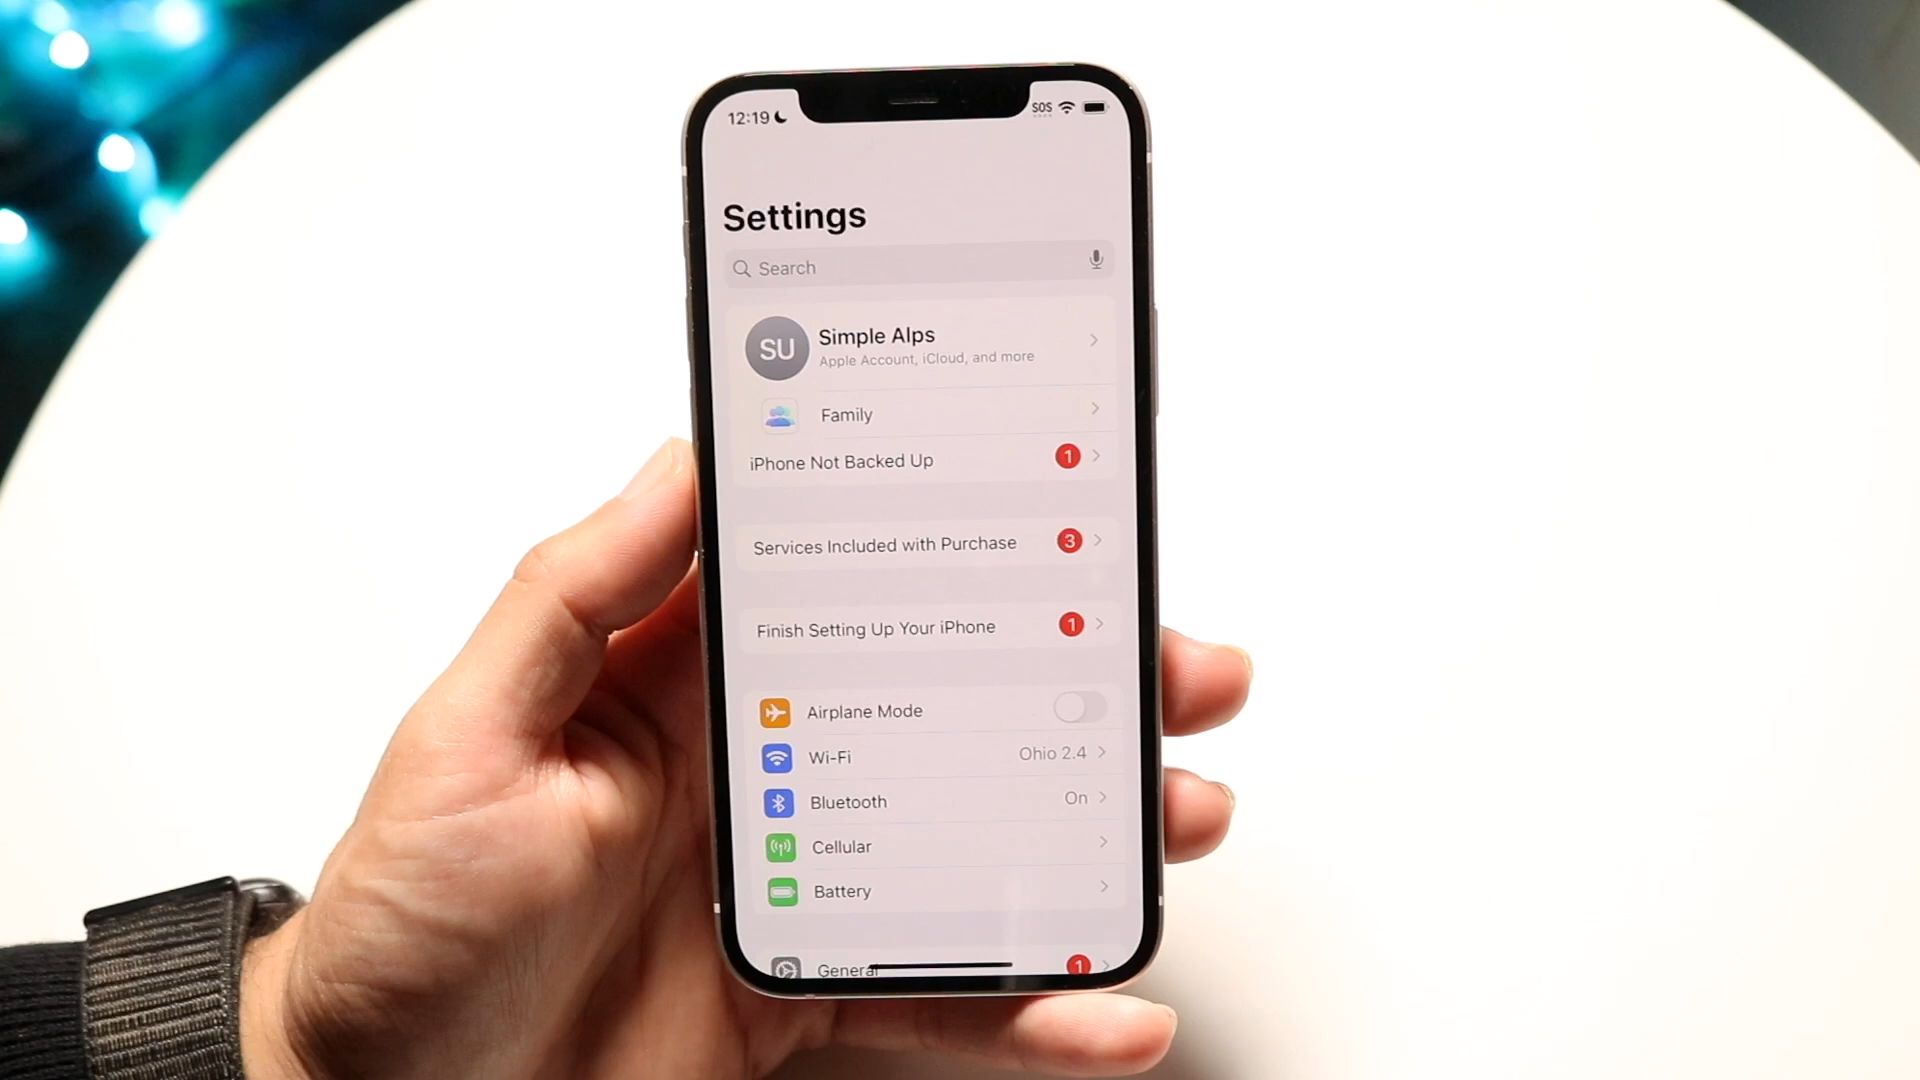 12:19
SOS
Settings
Search
SU
Simple Alps
Apple Account, iCloud, and more
Family
iPhone Not Backed Up 1
Services Included with Purchase 3
Finish Setting Up Your iPhone 1
Airplane Mode
Wi-Fi Ohio 2.4
Bluetooth On
Cellular
Battery
General 1